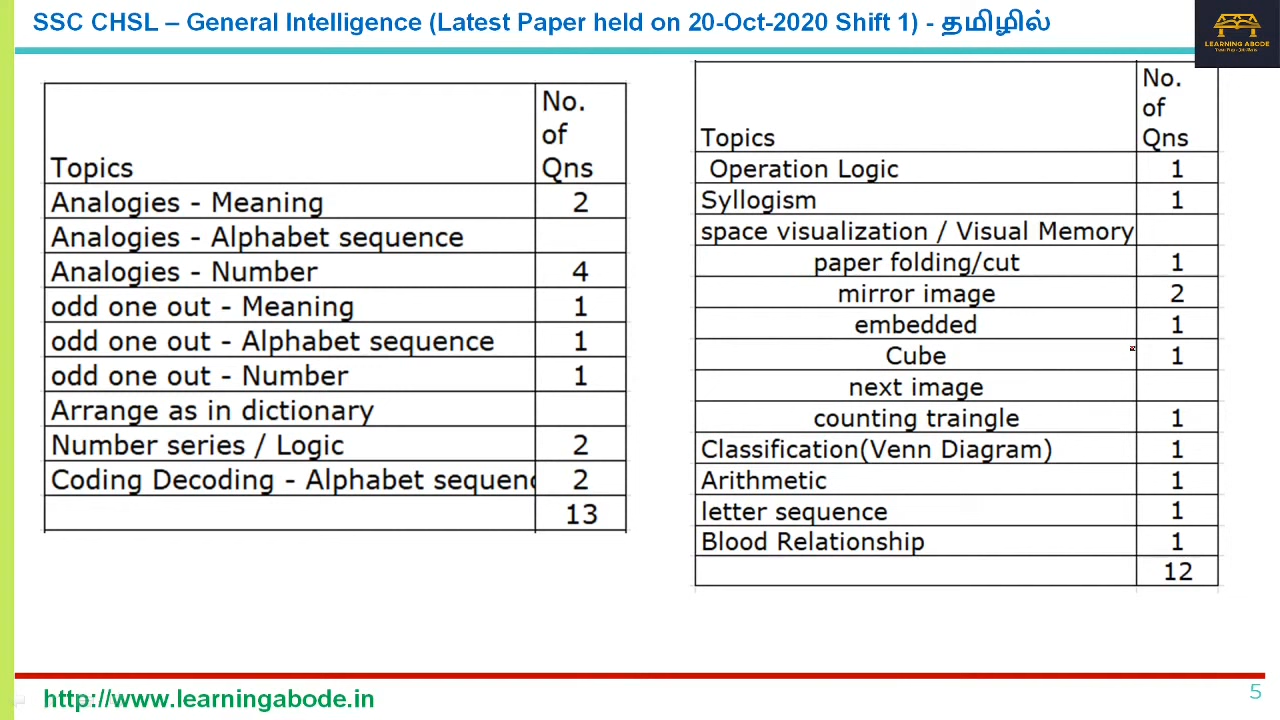 SSC CHSL – General Intelligence (Latest Paper held on 20-Oct-2020 Shift 1) - தமிழில்
LEARNING ABODE
Topics No. of Qns
Analogies - Meaning 2
Analogies - Alphabet sequence
Analogies - Number 4
odd one out - Meaning 1
odd one out - Alphabet sequence 1
odd one out - Number 1
Arrange as in dictionary
Number series / Logic 2
Coding Decoding - Alphabet sequenc 2
13
Topics No. of Qns
Operation Logic 1
Syllogism 1
space visualization / Visual Memory
paper folding/cut 1
mirror image 2
embedded 1
Cube 1
next image
counting traingle 1
Classification(Venn Diagram) 1
Arithmetic 1
letter sequence 1
Blood Relationship 1
12
http://www.learningabode.in
5